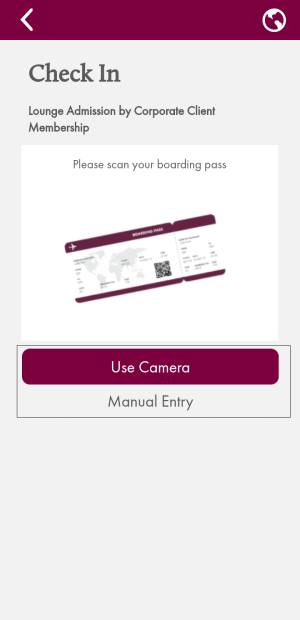 Check In
Lounge Admission by Corporate Client
Membership
Please scan your boarding pass
BOARDING PASS
Use Camera
Manual Entry